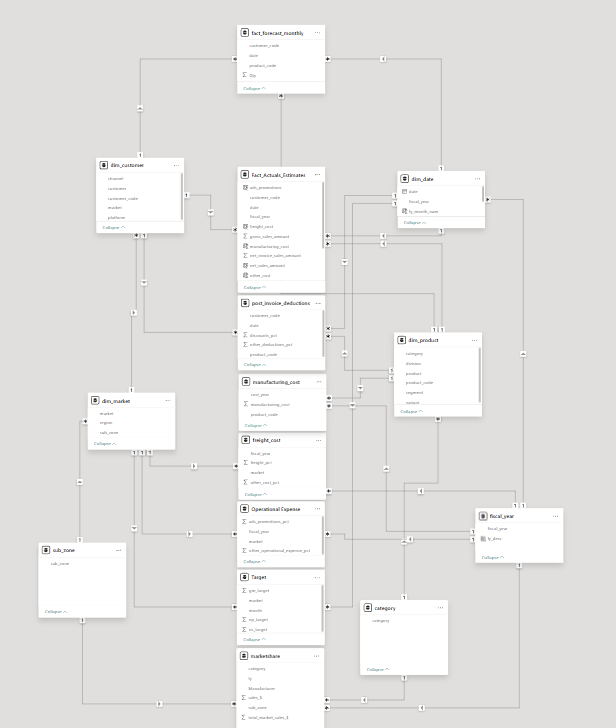 fact_forecast_monthly
customer_code
date
product_code
Qty
Collapse
dim_customer
channel
customer
customer_code
market
platform
Collapse
Fact_Actuals_Estimates
ads_promotions
customer_code
date
fiscal_year
freight_cost
gross_sales_amount
manufacturing_cost
net_invoice_sales_amount
net_sales_amount
other_cost
Collapse
dim_date
date
fiscal_year
fy_month_name
Collapse
post_invoice_deductions
customer_code
date
discounts_pct
other_deductions_pct
product_code
Collapse
dim_product
category
division
product
product_code
segment
variant
Collapse
manufacturing_cost
cost_year
manufacturing_cost
product_code
Collapse
dim_market
market
region
sub_zone
Collapse
freight_cost
fiscal_year
freight_pct
market
other_cost_pct
Collapse
Operational Expense
ads_promotions_pct
fiscal_year
market
other_operational_expense_pct
Collapse
fiscal_year
fiscal_year
fy_desc
Collapse
sub_zone
sub_zone
Collapse
Target
gm_target
market
month
np_target
ns_target
Collapse
category
category
Collapse
marketshare
category
fy
Manufacturer
sales_$
sub_zone
total_market_sales_$